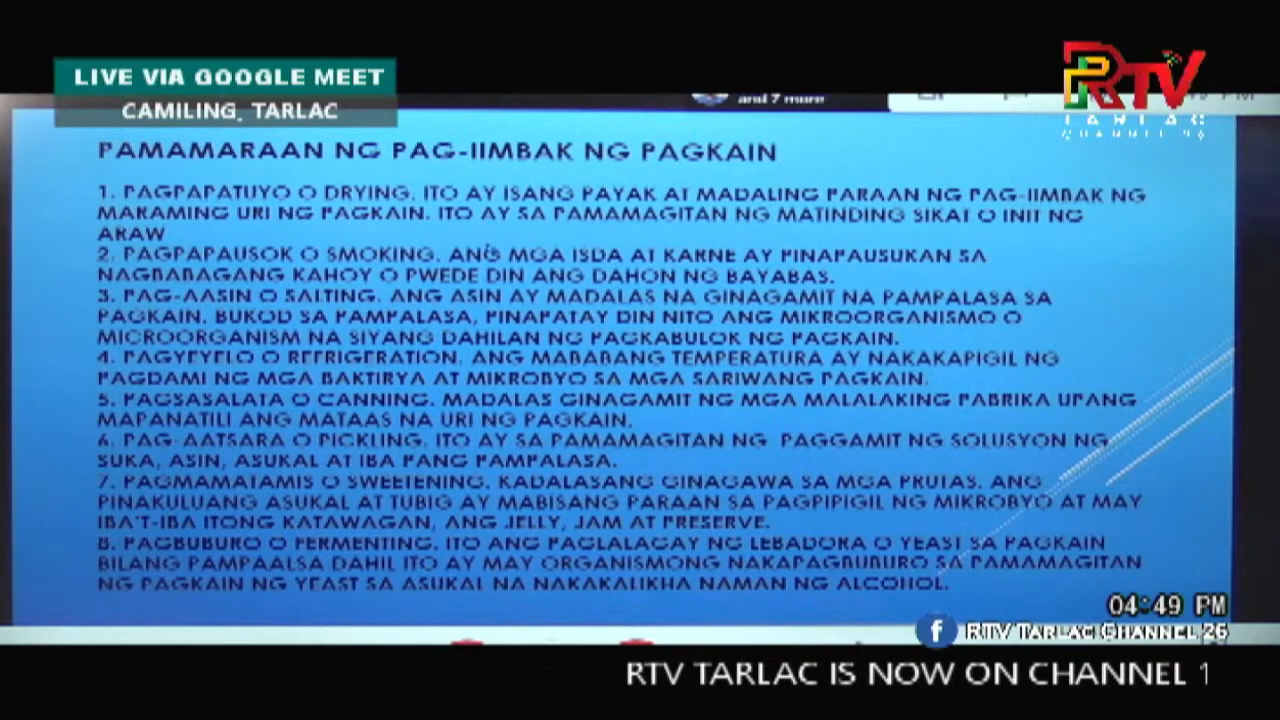 LIVE VIA GOOGLE MEET
CAMILING, TARLAC
RTV
TARLAC
CHANNEL 26
and 7 more
PM
PAMAMARAAN NG PAG-IIMBAK NG PAGKAIN
1. PAGPAPATUYO O DRYING. ITO AY ISANG PAYAK AT MADALING PARAAN NG PAG-IIMBAK NG
MARAMING URI NG PAGKAIN. ITO AY SA PAMAMAGITAN NG MATINDING SIKAT O INIT NG
ARAW
2. PAGPAPAUSOK O SMOKING. ANG MGA ISDA AT KARNE AY PINAPAUSUKAN SA
NAGBABAGANG KAHOY O PWEDE DIN ANG DAHON NG BAYABAS.
3. PAG-AASIN O SALTING. ANG ASIN AY MADALAS NA GINAGAMIT NA PAMPALASA SA
PAGKAIN. BUKOD SA PAMPALASA, PINAPATAY DIN NITO ANG MIKROORGANISMO O
MICROORGANISM NA SIYANG DAHILAN NG PAGKABULOK NG PAGKAIN.
4. PAGYEYELO O REFRIGERATION. ANG MABABANG TEMPERATURA AY NAKAKAPIGIL NG
PAGDAMI NG MGA BAKTIRYA AT MIKROBYO SA MGA SARIWANG PAGKAIN.
5. PAGSASALATA O CANNING. MADALAS GINAGAMIT NG MGA MALALAKING PABRIKA UPANG
MAPANATILI ANG MATAAS NA URI NG PAGKAIN.
6. PAG-AATSARA O PICKLING. ITO AY SA PAMAMAGITAN NG PAGGAMIT NG SOLUSYON NG
SUKA, ASIN, ASUKAL AT IBA PANG PAMPALASA.
7. PAGMAMATAMIS O SWEETENING. KADALASANG GINAGAWA SA MGA PRUTAS. ANG
PINAKULUANG ASUKAL AT TUBIG AY MABISANG PARAAN SA PAGPIPIGIL NG MIKROBYO AT MAY
IBA'T-IBA ITONG KATAWAGAN, ANG JELLY, JAM AT PRESERVE.
8. PAGBUBURO O FERMENTING. ITO ANG PAGLALAGAY NG LEBADORA O YEAST SA PAGKAIN
BILANG PAMPAALSA DAHIL ITO AY MAY ORGANISMONG NAKAPAGBUBURO SA PAMAMAGITAN
NG PAGKAIN NG YEAST SA ASUKAL NA NAKAKALIKHA NAMAN NG ALCOHOL.
04:49 PM
RTV TARLAC CHANNEL 26
RTV TARLAC IS NOW ON CHANNEL 1